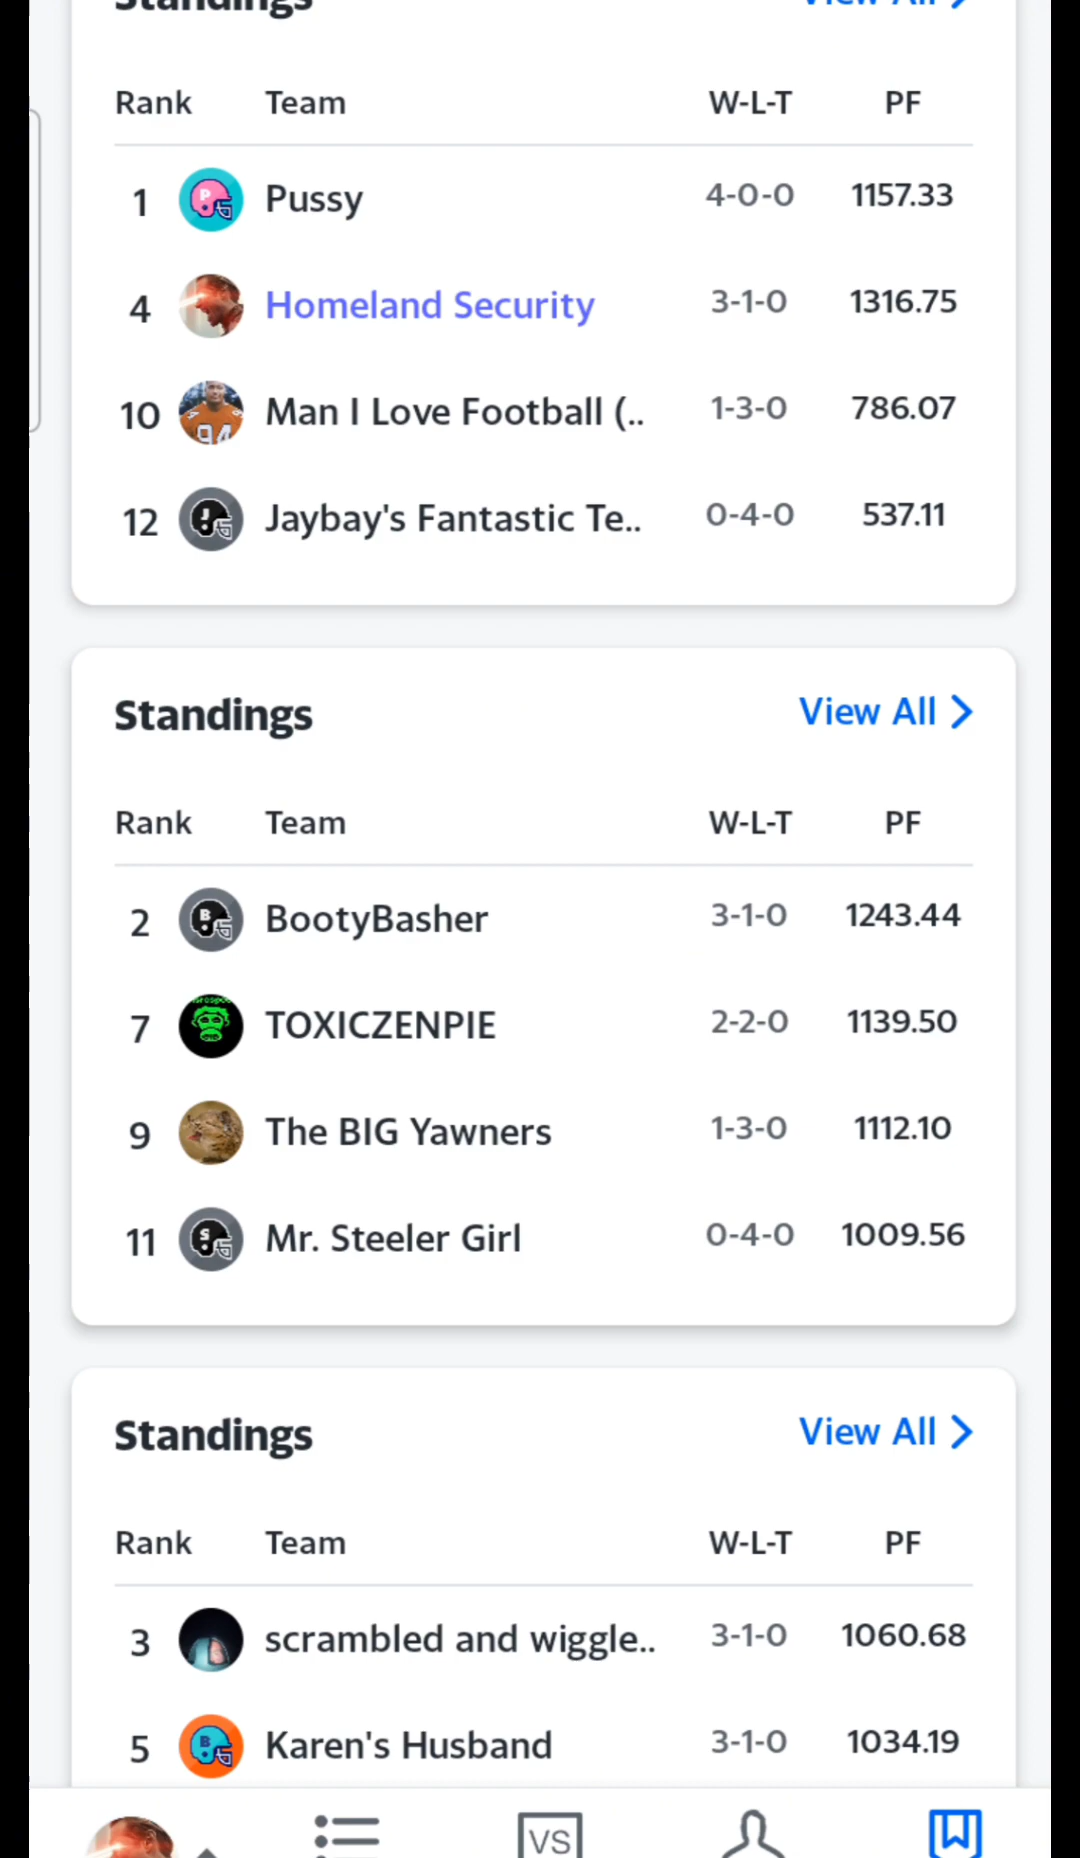 Standings View All
Rank Team W-L-T PF
1 Pussy 4-0-0 1157.33
4 Homeland Security 3-1-0 1316.75
10 Man I Love Football (.. 1-3-0 786.07
12 Jaybay's Fantastic Te.. 0-4-0 537.11
Standings View All
Rank Team W-L-T PF
2 BootyBasher 3-1-0 1243.44
7 TOXICZENPIE 2-2-0 1139.50
9 The BIG Yawners 1-3-0 1112.10
11 Mr. Steeler Girl 0-4-0 1009.56
Standings View All
Rank Team W-L-T PF
3 scrambled and wiggle.. 3-1-0 1060.68
5 Karen's Husband 3-1-0 1034.19
VS